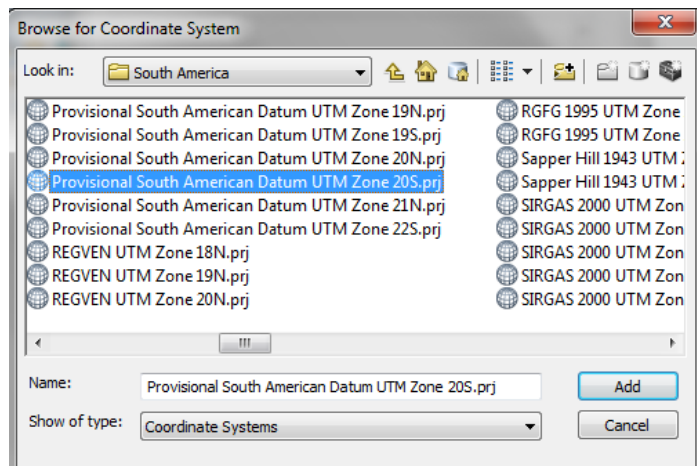 Browse for Coordinate System
Look in: South America
Provisional South American Datum UTM Zone 19N.prj
Provisional South American Datum UTM Zone 19S.prj
Provisional South American Datum UTM Zone 20N.prj
Provisional South American Datum UTM Zone 20S.prj
Provisional South American Datum UTM Zone 21N.prj
Provisional South American Datum UTM Zone 22S.prj
REGVEN UTM Zone 18N.prj
REGVEN UTM Zone 19N.prj
REGVEN UTM Zone 20N.prj
RGFG 1995 UTM Zone
RGFG 1995 UTM Zone
Sapper Hill 1943 UTM
Sapper Hill 1943 UTM
SIRGAS 2000 UTM Zon
SIRGAS 2000 UTM Zon
SIRGAS 2000 UTM Zon
SIRGAS 2000 UTM Zon
SIRGAS 2000 UTM Zon
Name: Provisional South American Datum UTM Zone 20S.prj Add
Show of type: Coordinate Systems Cancel